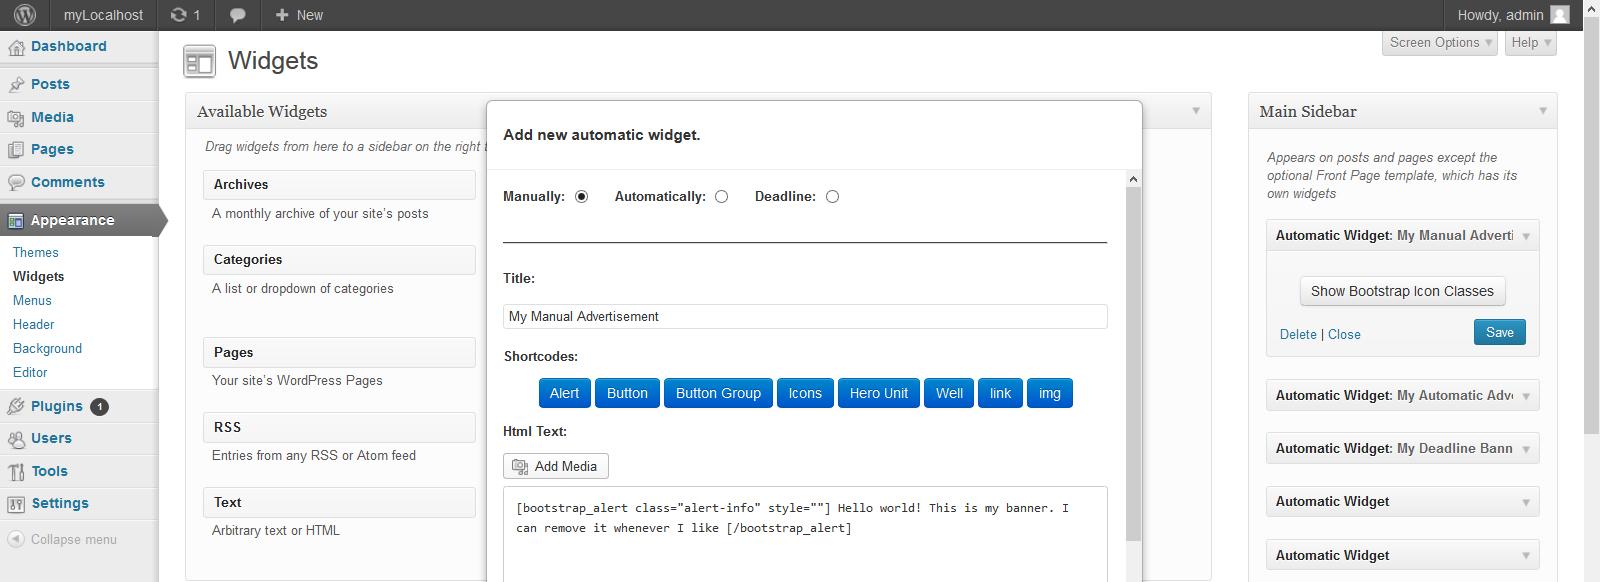 myLocalhost 1 New Howdy, admin
Screen Options Help
Dashboard
Posts
Media
Pages
Comments
Appearance
Themes
Widgets
Menus
Header
Background
Editor
Plugins 1
Users
Tools
Settings
Collapse menu
Widgets
Available Widgets
Drag widgets from here to a sidebar on the right
Archives
A monthly archive of your site's posts
Categories
A list or dropdown of categories
Pages
Your site's WordPress Pages
RSS
Entries from any RSS or Atom feed
Text
Arbitrary text or HTML
Add new automatic widget.
Manually: Automatically: Deadline:
Title:
My Manual Advertisement
Shortcodes:
Alert Button Button Group Icons Hero Unit Well link img
Html Text:
Add Media
[bootstrap_alert class="alert-info" style=""] Hello world! This is my banner. I
can remove it whenever I like [/bootstrap_alert]
Main Sidebar
Appears on posts and pages except the
optional Front Page template, which has its
own widgets
Automatic Widget: My Manual Adverti
Show Bootstrap Icon Classes
Delete | Close Save
Automatic Widget: My Automatic Adve
Automatic Widget: My Deadline Bann
Automatic Widget
Automatic Widget